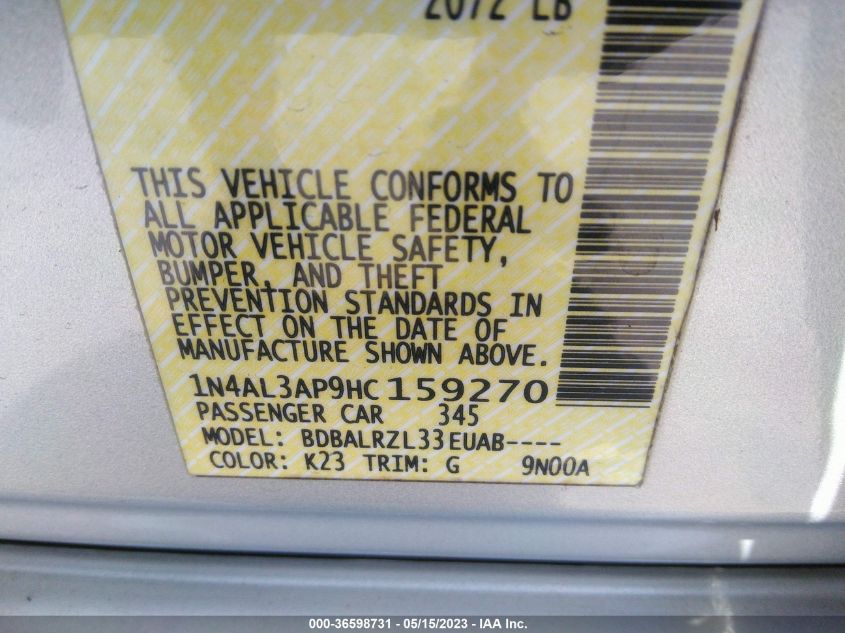 2072 LB
THIS VEHICLE CONFORMS TO
ALL APPLICABLE FEDERAL
MOTOR VEHICLE SAFETY,
BUMPER, AND THEFT
PREVENTION STANDARDS IN
EFFECT ON THE DATE OF
MANUFACTURE SHOWN ABOVE.
1N4AL3AP9HC159270
PASSENGER CAR 345
MODEL: BDBALRZL33EUAB----
COLOR: K23 TRIM: G 9N00A
000-36598731 - 05/15/2023 - IAA Inc.